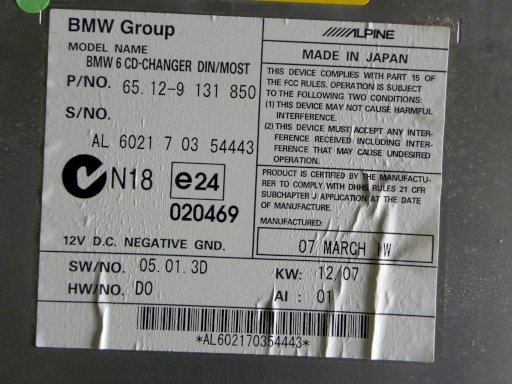 BMW Group
MODEL NAME
BMW 6 CD-CHANGER DIN/MOST
P/NO. 65.12-9 131 850
S/NO.
AL 6021 7 03 54443
N18 e24
020469
12V D.C. NEGATIVE GND.
ALPINE
MADE IN JAPAN
THIS DEVICE COMPLIES WITH PART 15 OF
THE FCC RULES. OPERATION IS SUBJECT
TO THE FOLLOWING TWO CONDITIONS:
(1) THIS DEVICE MAY NOT CAUSE HARMFUL
INTERFERENCE.
(2) THIS DEVICE MUST ACCEPT ANY INTER-
FERENCE RECEIVED INCLUDING INTER-
FERENCE THAT MAY CAUSE UNDESIRED
OPERATION.
PRODUCT IS CERTIFIED BY THE MANUFACTU-
RER TO COMPLY WITH DHHS RULES 21 CFR
SUBCHAPTER J APPLICATION AT THE DATE
OF MANUFACTURE.
MANUFACTURED:
07 MARCH IW
SW/NO. 05.01.3D
HW/NO. D0
KW: 12/07
AI : 01
*AL602170354443*